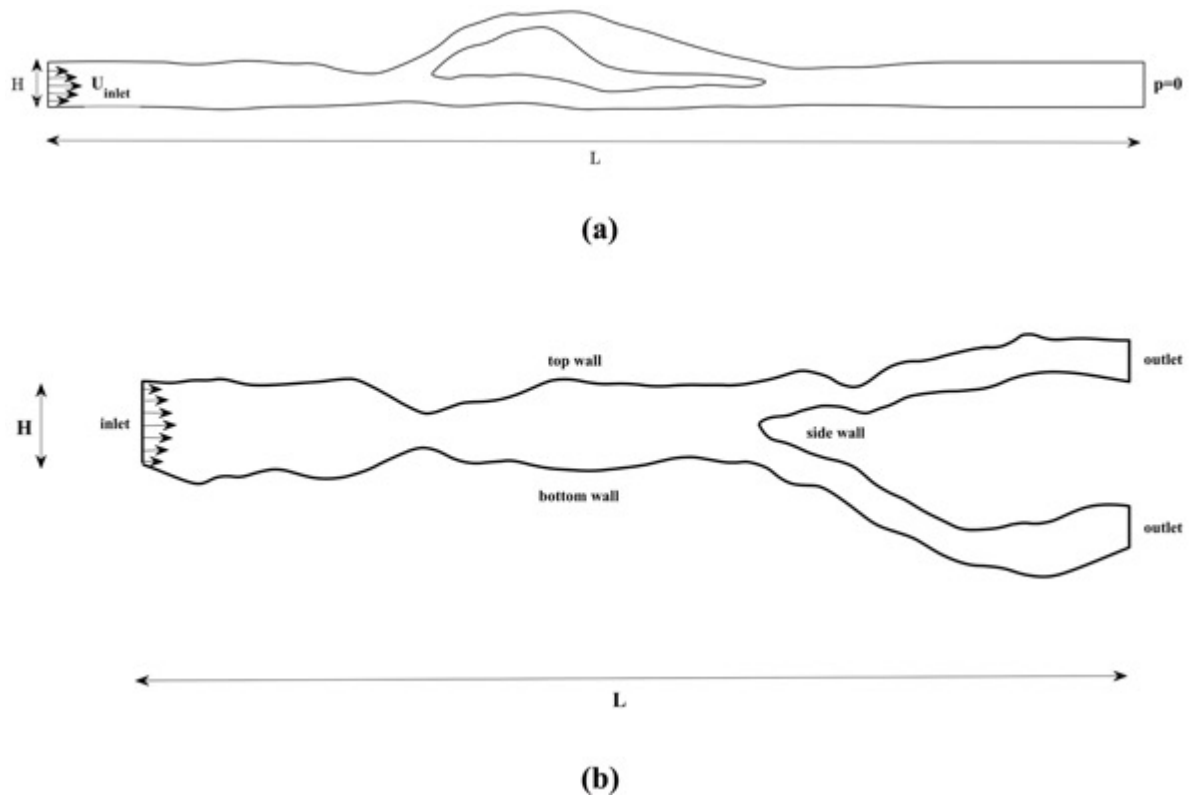 H
U inlet
p=0
L
(a)
top wall
outlet
H
inlet
side wall
bottom wall
outlet
L
(b)